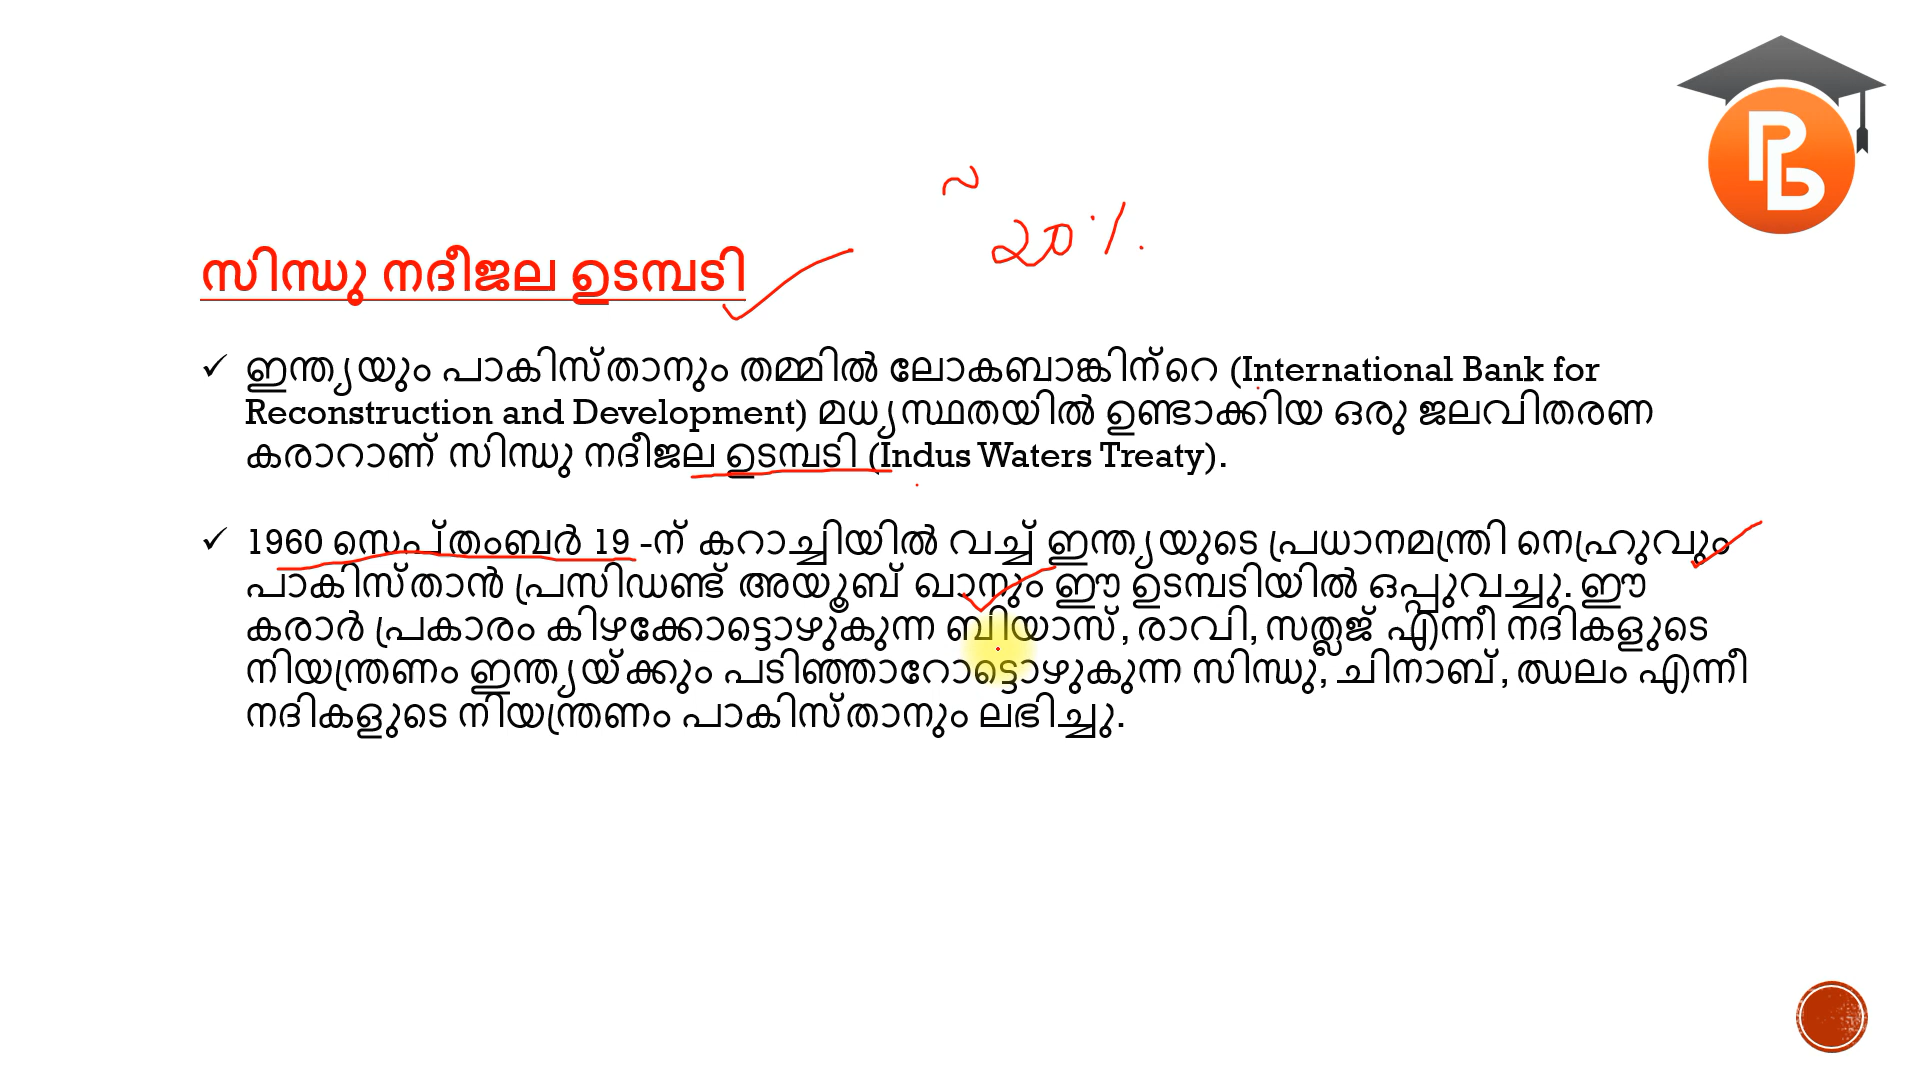 PB
20%.
സിന്ധു നദീജല ഉടമ്പടി
ഇന്ത്യയും പാകിസ്താനും തമ്മിൽ ലോകബാങ്കിന്റെ (International Bank for
Reconstruction and Development) മധ്യസ്ഥതയിൽ ഉണ്ടാക്കിയ ഒരു ജലവിതരണ
കരാറാണ് സിന്ധു നദീജല ഉടമ്പടി (Indus Waters Treaty).
1960 സെപ്തംബർ 19 -ന് കറാച്ചിയിൽ വച്ച് ഇന്ത്യയുടെ പ്രധാനമന്ത്രി നെഹ്രുവും
പാകിസ്താൻ പ്രസിഡണ്ട് അയൂബ് ഖാനും ഈ ഉടമ്പടിയിൽ ഒപ്പുവച്ചു. ഈ
കരാർ പ്രകാരം കിഴക്കോട്ടൊഴുകുന്ന ബിയാസ്, രാവി, സത്ലജ് എന്നീ നദികളുടെ
നിയന്ത്രണം ഇന്ത്യയ്ക്കും പടിഞ്ഞാറോട്ടൊഴുകുന്ന സിന്ധു, ചിനാബ്, ഝലം എന്നീ
നദികളുടെ നിയന്ത്രണം പാകിസ്താനും ലഭിച്ചു.